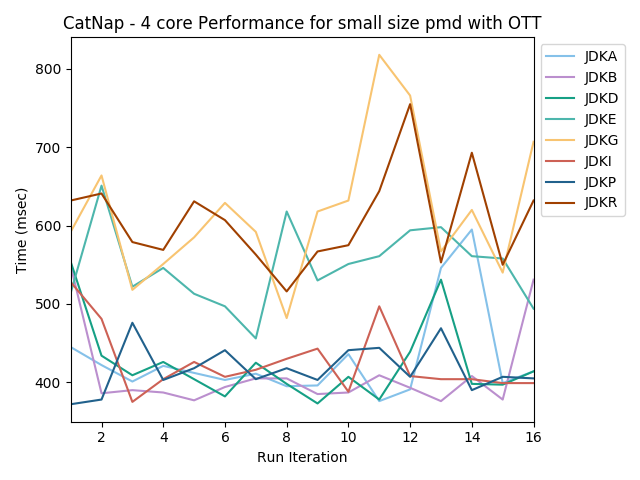 CatNap - 4 core Performance for small size pmd with OTT
800
700
600
500
400
Time (msec)
2 4 6 8 10 12 14 16
Run Iteration
JDKA
JDKB
JDKD
JDKE
JDKG
JDKI
JDKP
JDKR